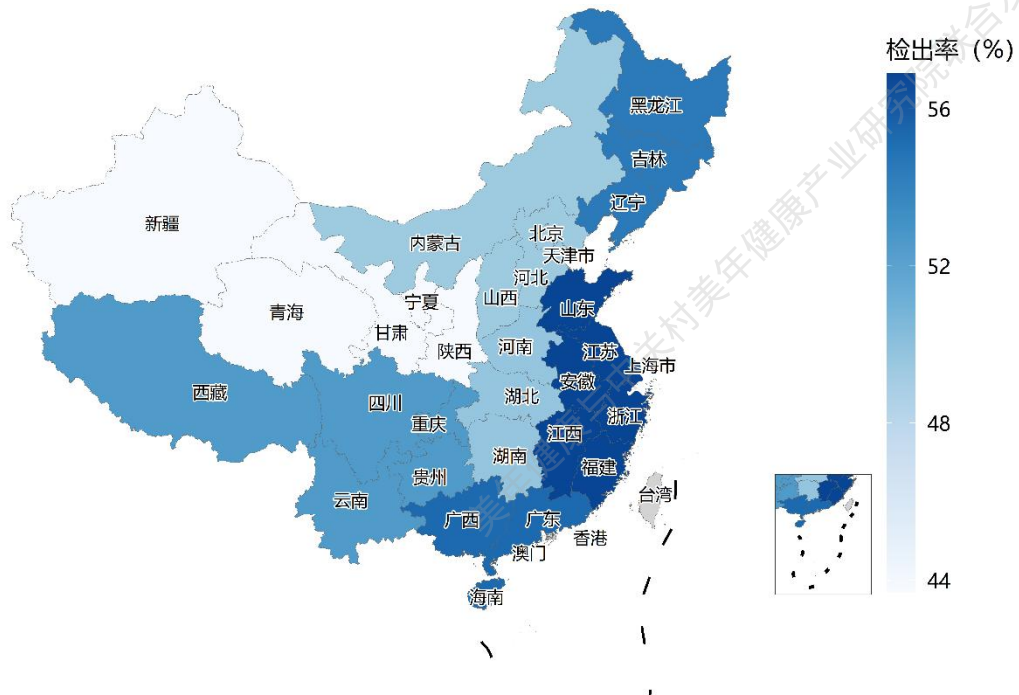 检出率 (%)
56
52
48
44
黑龙江
吉林
辽宁
新疆
内蒙古
北京
天津市
河北
山西
宁夏
青海
甘肃
陕西
山东
河南
江苏
上海市
安徽
西藏
四川
重庆
湖北
浙江
江西
湖南
福建
贵州
云南
台湾
广西
广东
香港
澳门
海南